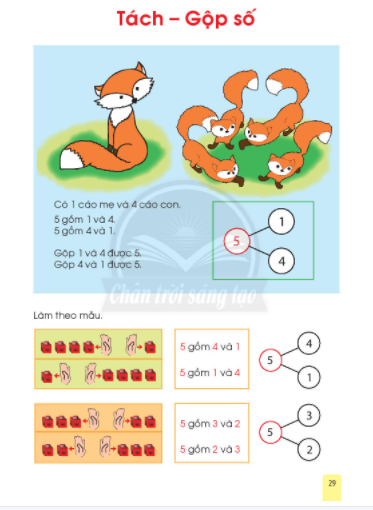 Tách – Gộp số
Có 1 cáo mẹ và 4 cáo con.
5 gồm 1 và 4.
5 gồm 4 và 1.
Gộp 1 và 4 được 5.
Gộp 4 và 1 được 5.
5
1
4
Chân trời sáng tạo
Làm theo mẫu.
5 gồm 4 và 1
5 gồm 1 và 4
5
4
1
5 gồm 3 và 2
5 gồm 2 và 3
5
3
2
29